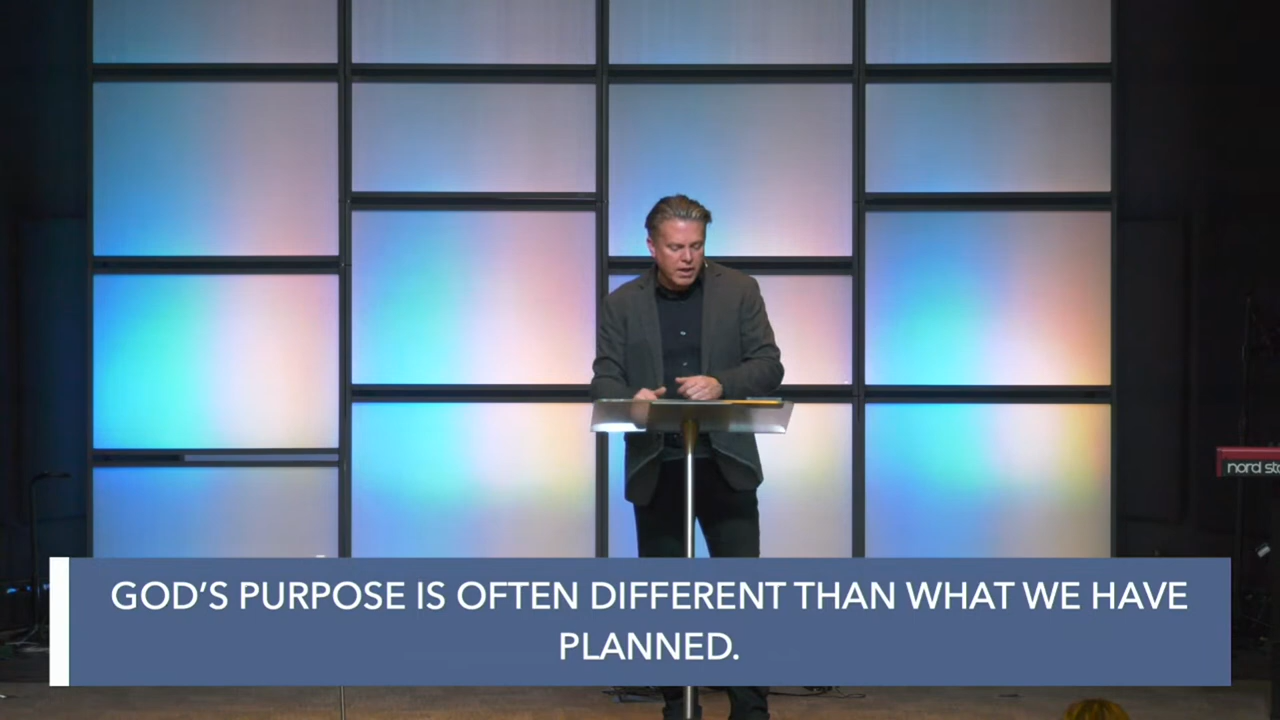 nord sta
GOD'S PURPOSE IS OFTEN DIFFERENT THAN WHAT WE HAVE
PLANNED.